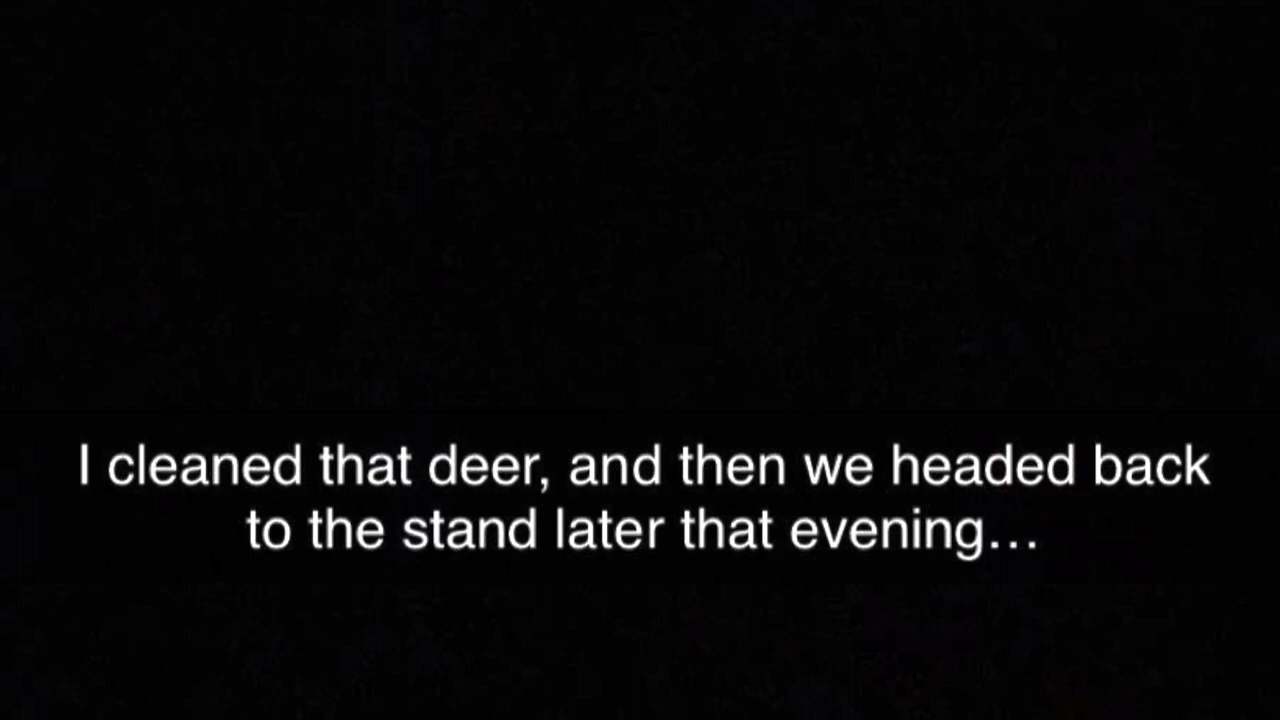 I cleaned that deer, and then we headed back
to the stand later that evening…